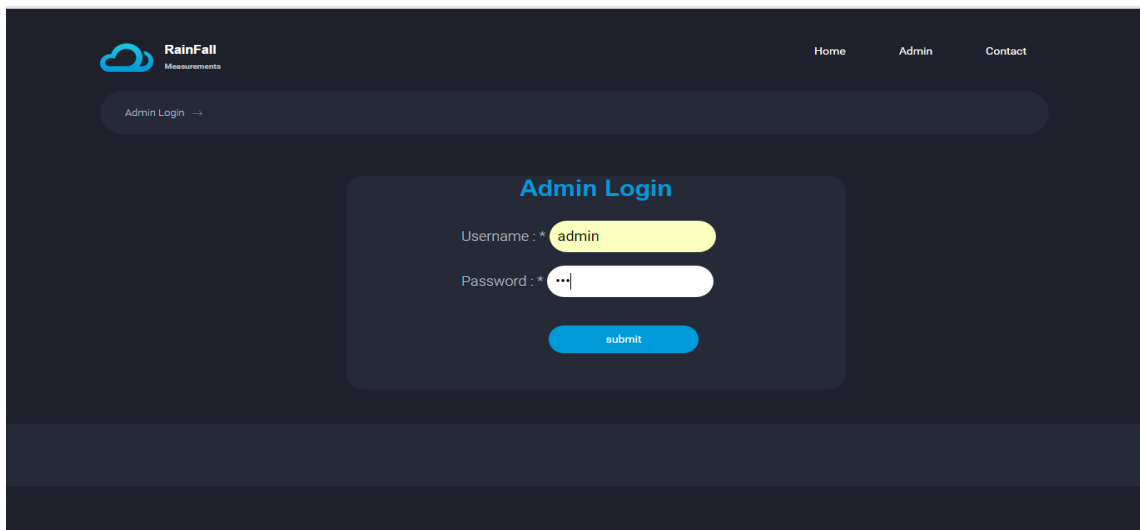 RainFall
Measurements
Home Admin Contact
Admin Login →
Admin Login
Username : * admin
Password : * •••
submit